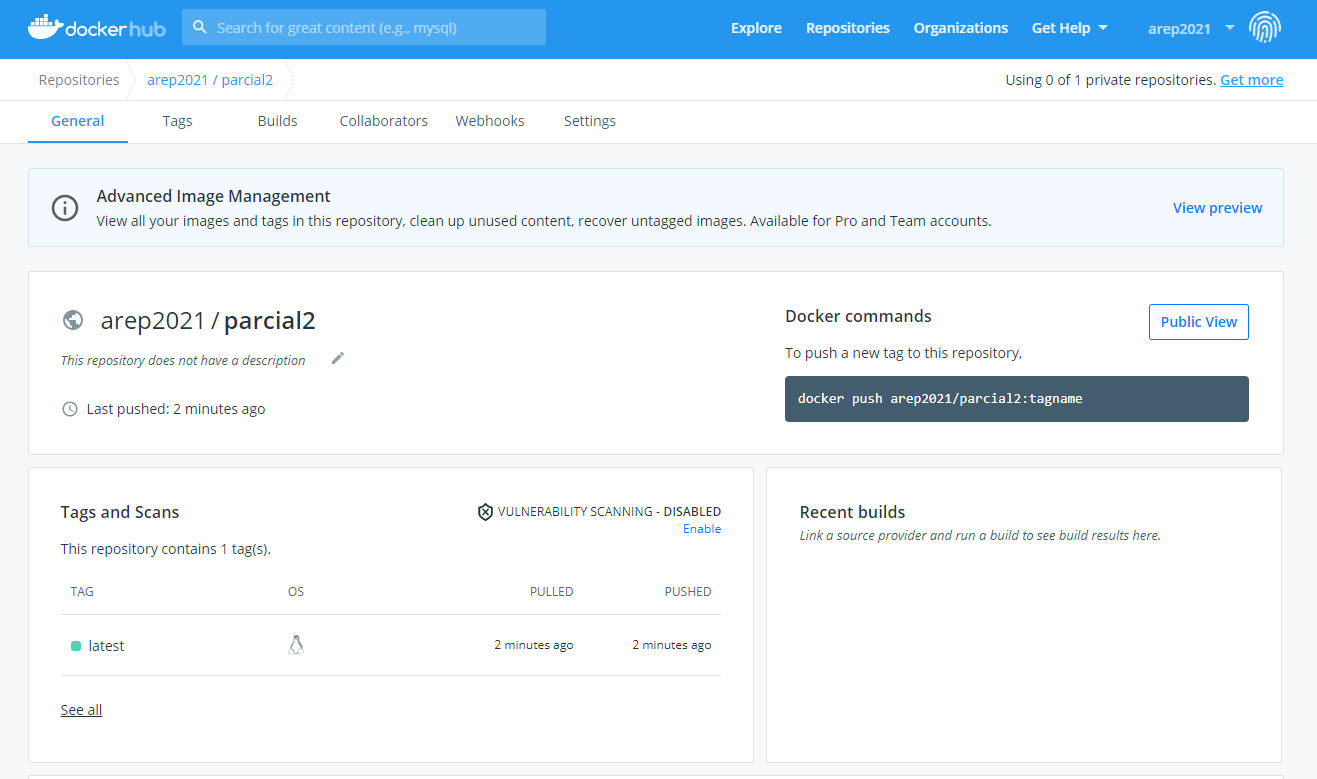 dockerhub
Search for great content (e.g., mysql)
Explore
Repositories
Organizations
Get Help
arep2021
Repositories
arep2021 / parcial2
Using 0 of 1 private repositories. Get more
General
Tags
Builds
Collaborators
Webhooks
Settings
Advanced Image Management
View all your images and tags in this repository, clean up unused content, recover untagged images. Available for Pro and Team accounts.
View preview
arep2021 / parcial2
This repository does not have a description
Last pushed: 2 minutes ago
Docker commands
Public View
To push a new tag to this repository,
docker push arep2021/parcial2:tagname
Tags and Scans
VULNERABILITY SCANNING - DISABLED
Enable
This repository contains 1 tag(s).
TAG
OS
PULLED
PUSHED
latest
2 minutes ago
2 minutes ago
See all
Recent builds
Link a source provider and run a build to see build results here.